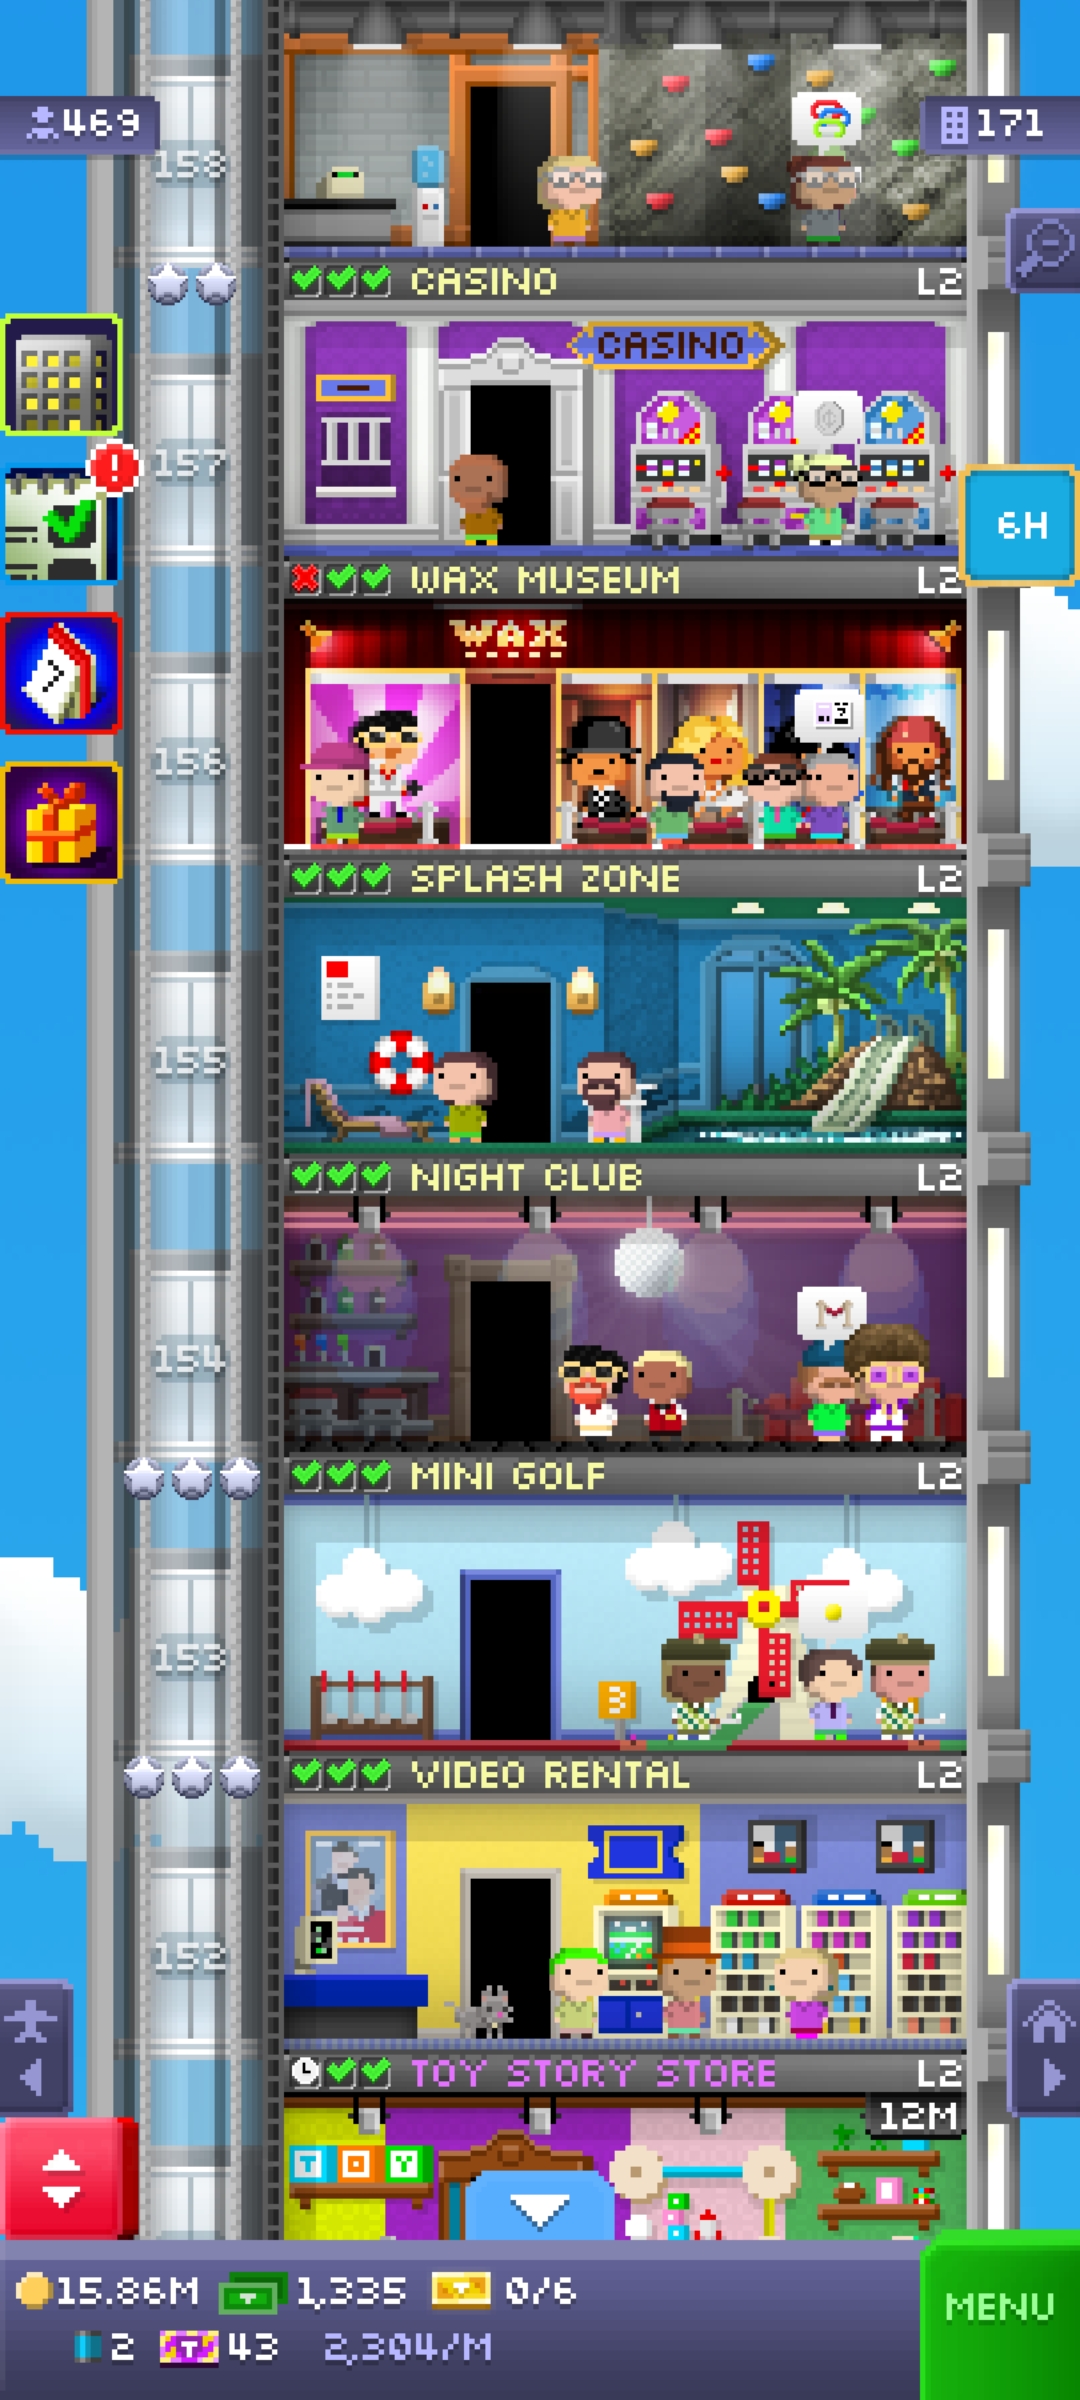 469
171
158
CASINO L2
CASINO
157
6H
WAX MUSEUM L2
WAX
7
156
SPLASH ZONE L2
155
NIGHT CLUB L2
154
MINI GOLF L2
153
3
VIDEO RENTAL L2
152
TOY STORY STORE L2
12M
T O Y
15.86M 1,335 0/6
MENU
2 T 43 2,304/M